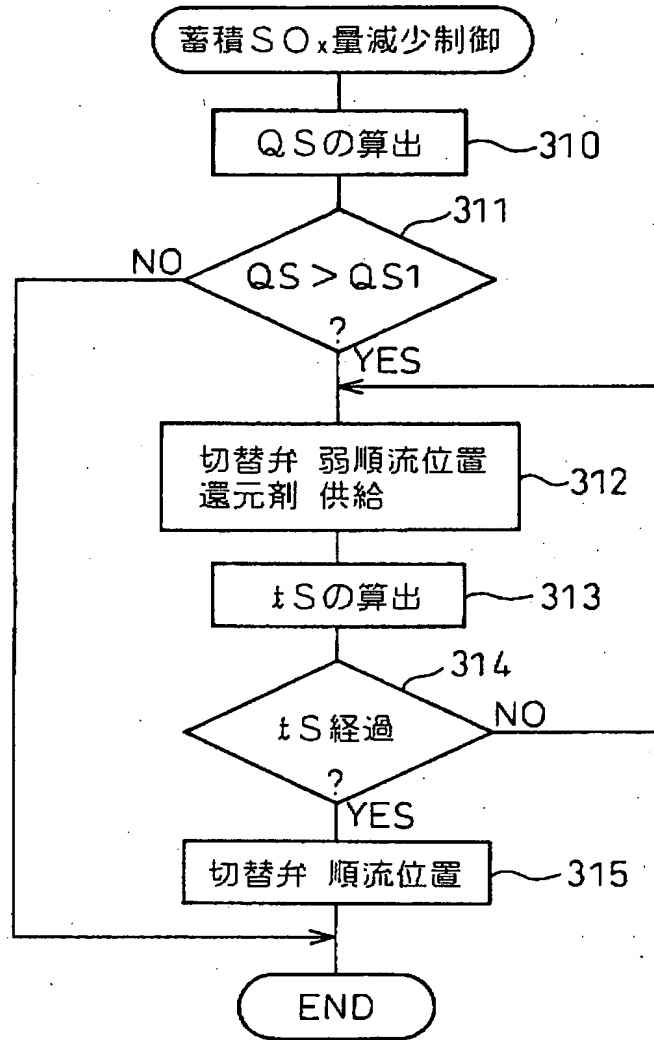 蓄積SOx量減少制御
QSの算出
310
311
NO
QS > QS1
?
YES
切替弁 弱順流位置
還元剤 供給
312
tSの算出
313
314
tS経過
NO
?
YES
切替弁 順流位置
315
END